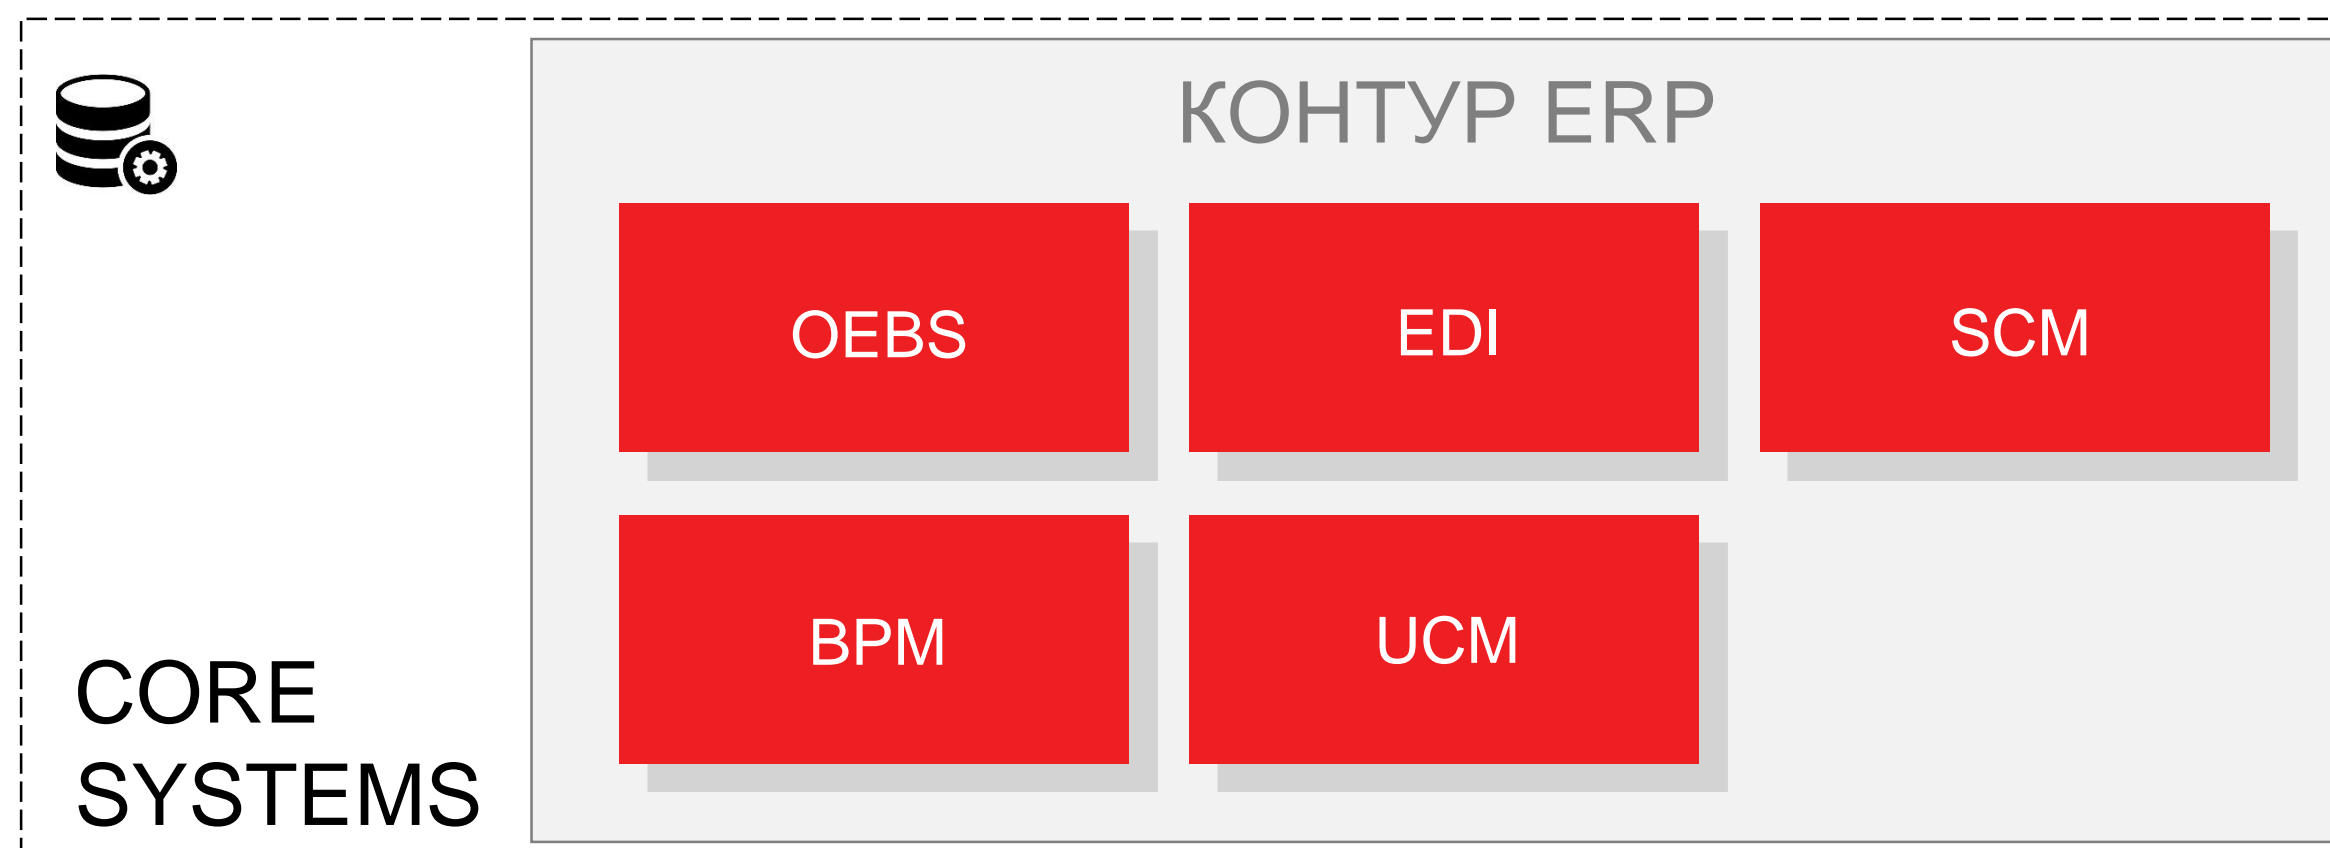 КОНТУР ERP
OEBS
EDI
SCM
BPM
UCM
CORE
SYSTEMS